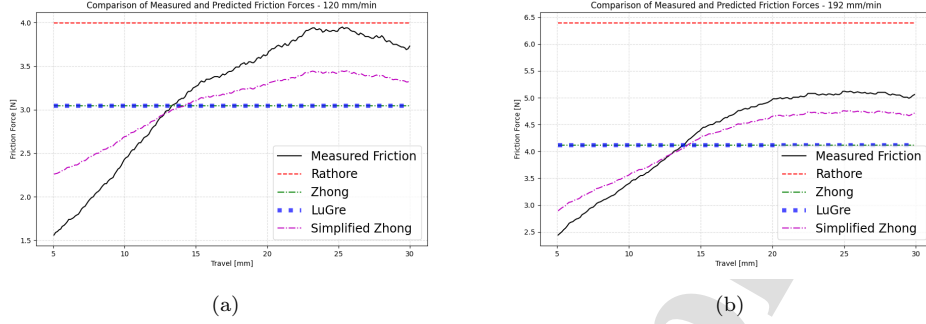 Comparison of Measured and Predicted Friction Forces - 120 mm/min
Friction Force [N]
4.0
3.5
3.0
2.5
2.0
1.5
5
10
15
20
25
30
Travel [mm]
Measured Friction
Rathore
Zhong
LuGre
Simplified Zhong
(a)
Comparison of Measured and Predicted Friction Forces - 192 mm/min
Friction Force [N]
6.5
6.0
5.5
5.0
4.5
4.0
3.5
3.0
2.5
5
10
15
20
25
30
Travel [mm]
Measured Friction
Rathore
Zhong
LuGre
Simplified Zhong
(b)